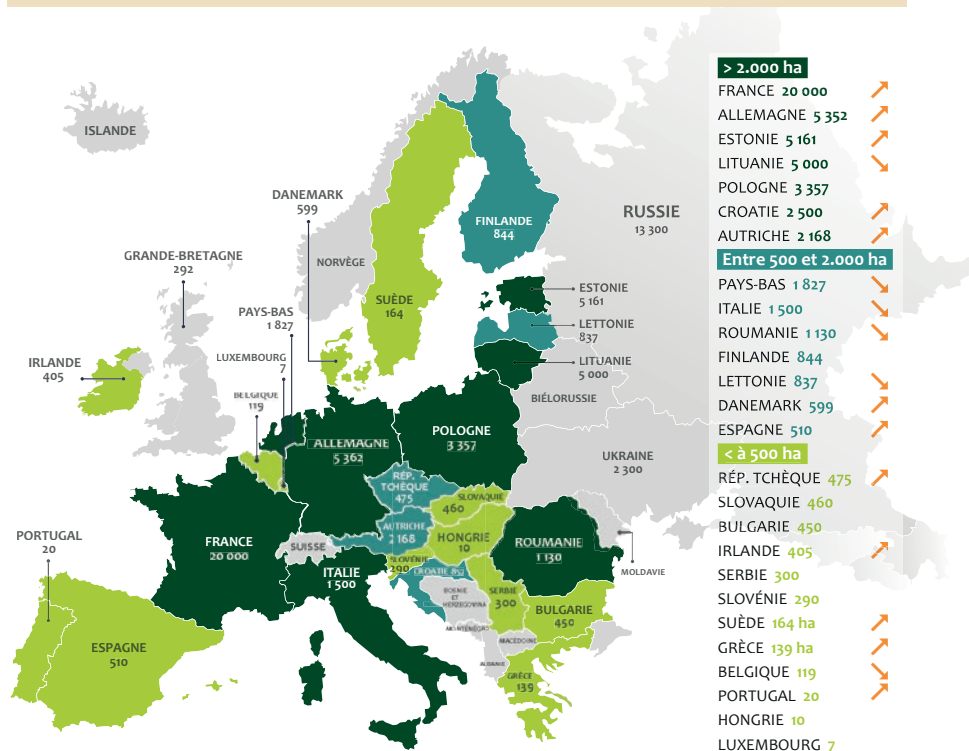 ISLANDE
DANEMARK
599
FINLANDE
844
RUSSIE
13 300
GRANDE-BRETAGNE
292
NORVÈGE
ESTONIE
5 161
SUÈDE
164
PAYS-BAS
1 827
LETTONIE
837
IRLANDE
405
LUXEMBOURG
7
LITUANIE
5 000
BELGIQUE
119
BIÉLORUSSIE
POLOGNE
3 357
ALLEMAGNE
5 362
UKRAINE
2 300
RÉP.
TCHÈQUE
475
SLOVAQUIE
460
AUTRICHE
2 168
HONGRIE
10
PORTUGAL
20
FRANCE
20 000
SUISSE
ROUMANIE
1 130
MOLDAVIE
SLOVÉNIE
290
ITALIE
1 500
CROATIE 857
BOSNIE
ET
HERZEGOVINA
SERBIE
300
BULGARIE
450
MONTÉNÉGRO
MACÉDOINE
ALBANIE
ESPAGNE
510
GRÈCE
139
> 2.000 ha
FRANCE 20 000
ALLEMAGNE 5 352
ESTONIE 5 161
LITUANIE 5 000
POLOGNE 3 357
CROATIE 2 500
AUTRICHE 2 168
Entre 500 et 2.000 ha
PAYS-BAS 1 827
ITALIE 1 500
ROUMANIE 1 130
FINLANDE 844
LETTONIE 837
DANEMARK 599
ESPAGNE 510
< à 500 ha
RÉP. TCHÈQUE 475
SLOVAQUIE 460
BULGARIE 450
IRLANDE 405
SERBIE 300
SLOVÉNIE 290
SUÈDE 164 ha
GRÈCE 139 ha
BELGIQUE 119
PORTUGAL 20
HONGRIE 10
LUXEMBOURG 7